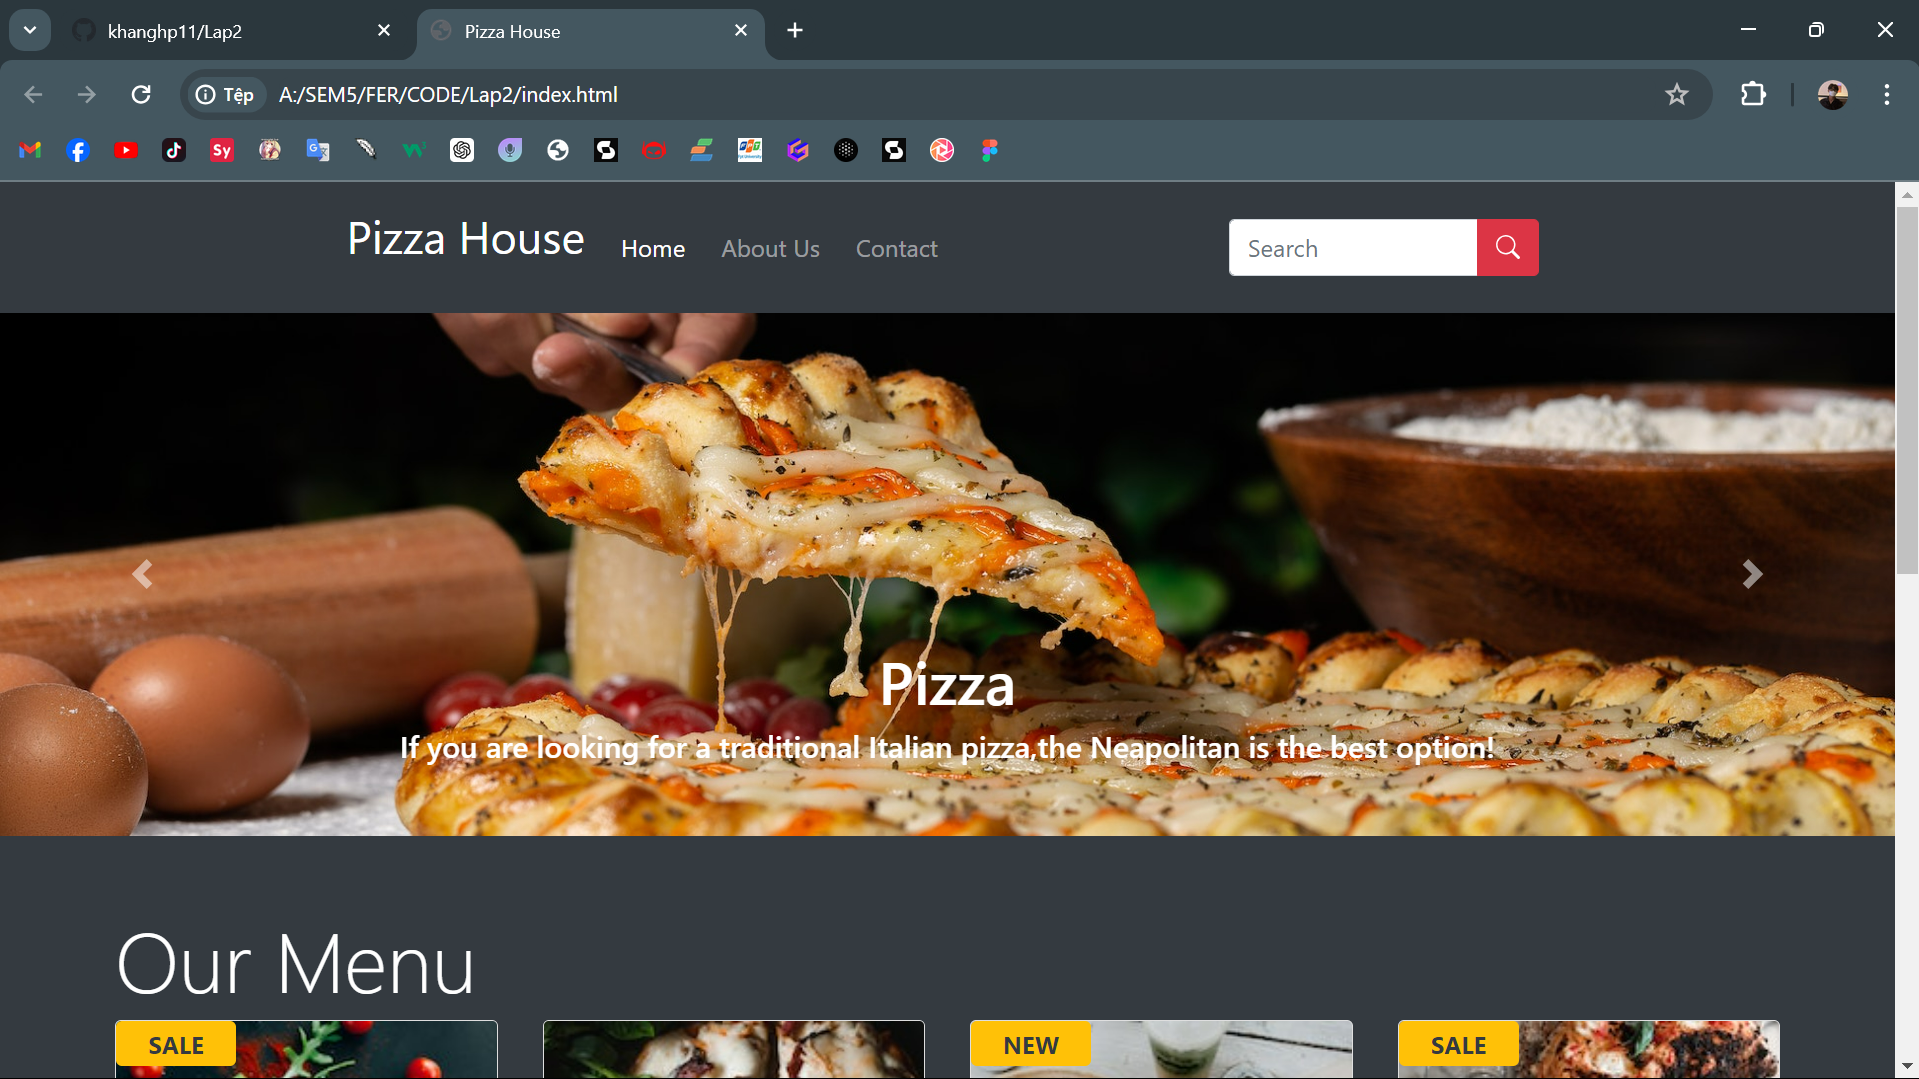 khanghp11/Lap2
Pizza House
Tệp
A:/SEM5/FER/CODE/Lap2/index.html
Sy
Pizza House
Home
About Us
Contact
Search
Pizza
If you are looking for a traditional Italian pizza,the Neapolitan is the best option!
Our Menu
SALE
NEW
SALE